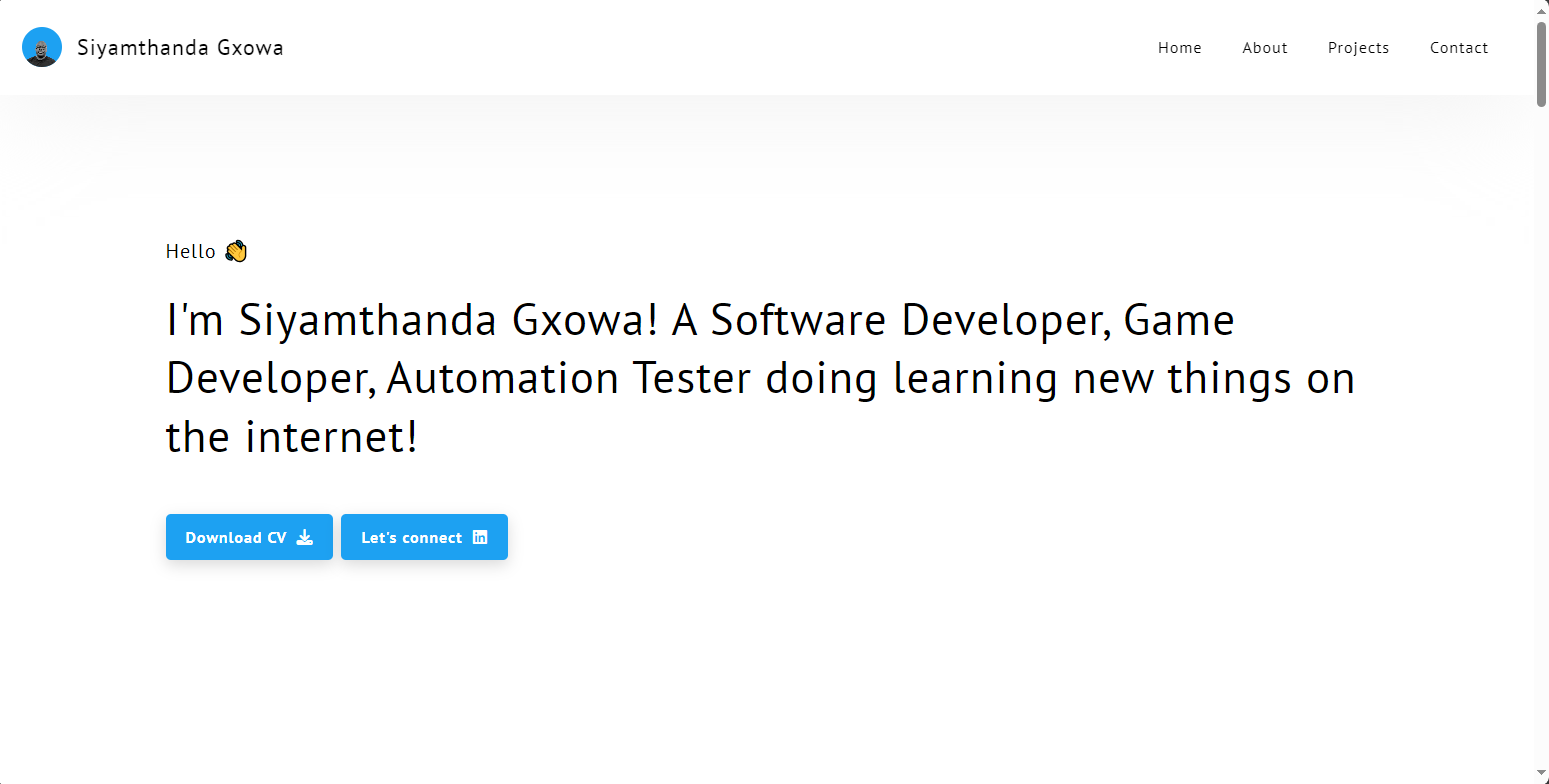 Siyamthanda Gxowa
Home
About
Projects
Contact
Hello 👋
I'm Siyamthanda Gxowa! A Software Developer, Game
Developer, Automation Tester doing learning new things on
the internet!
Download CV
Let's connect